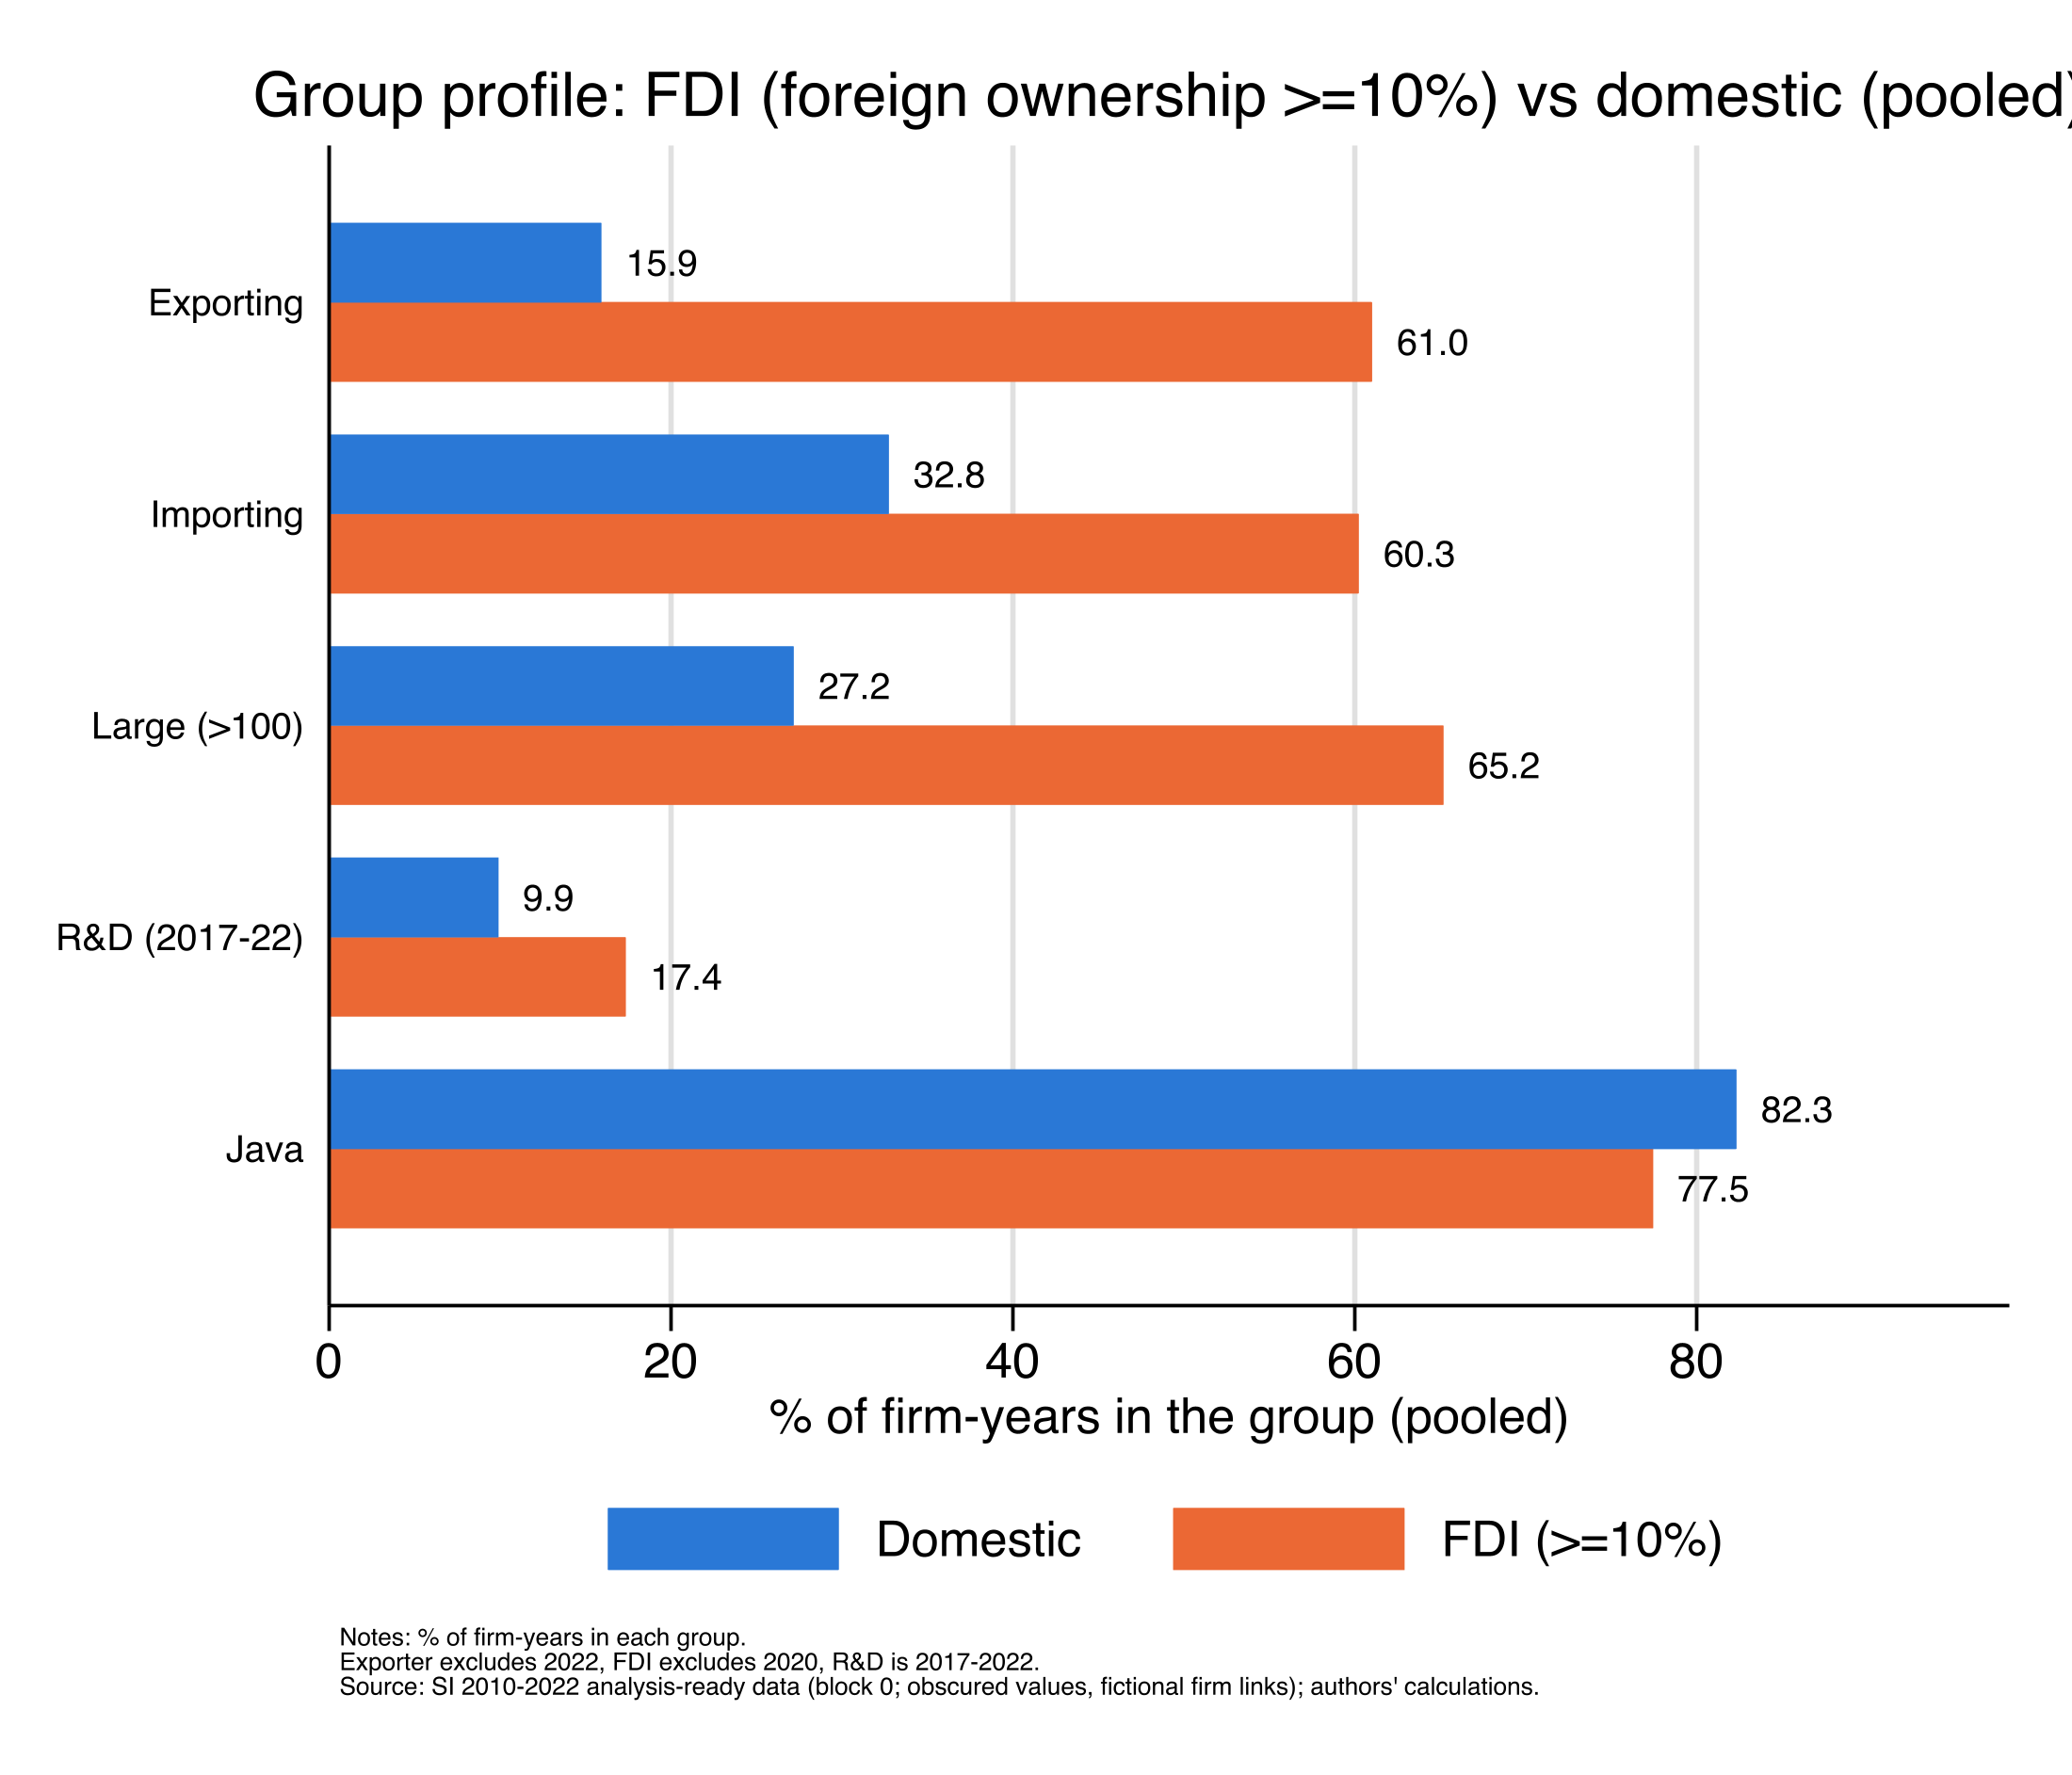 Group profile: FDI (foreign ownership >=10%) vs domestic (pooled)
Exporting
15.9
61.0
Importing
32.8
60.3
Large (>100)
27.2
65.2
R&D (2017-22)
9.9
17.4
Java
82.3
77.5
0 20 40 60 80
% of firm-years in the group (pooled)
Domestic FDI (>=10%)
Notes: % of firm-years in each group.
Exporter excludes 2022, FDI excludes 2020, R&D is 2017-2022.
Source: SI 2010-2022 analysis-ready data (block 0; obscured values, fictional firm links); authors' calculations.